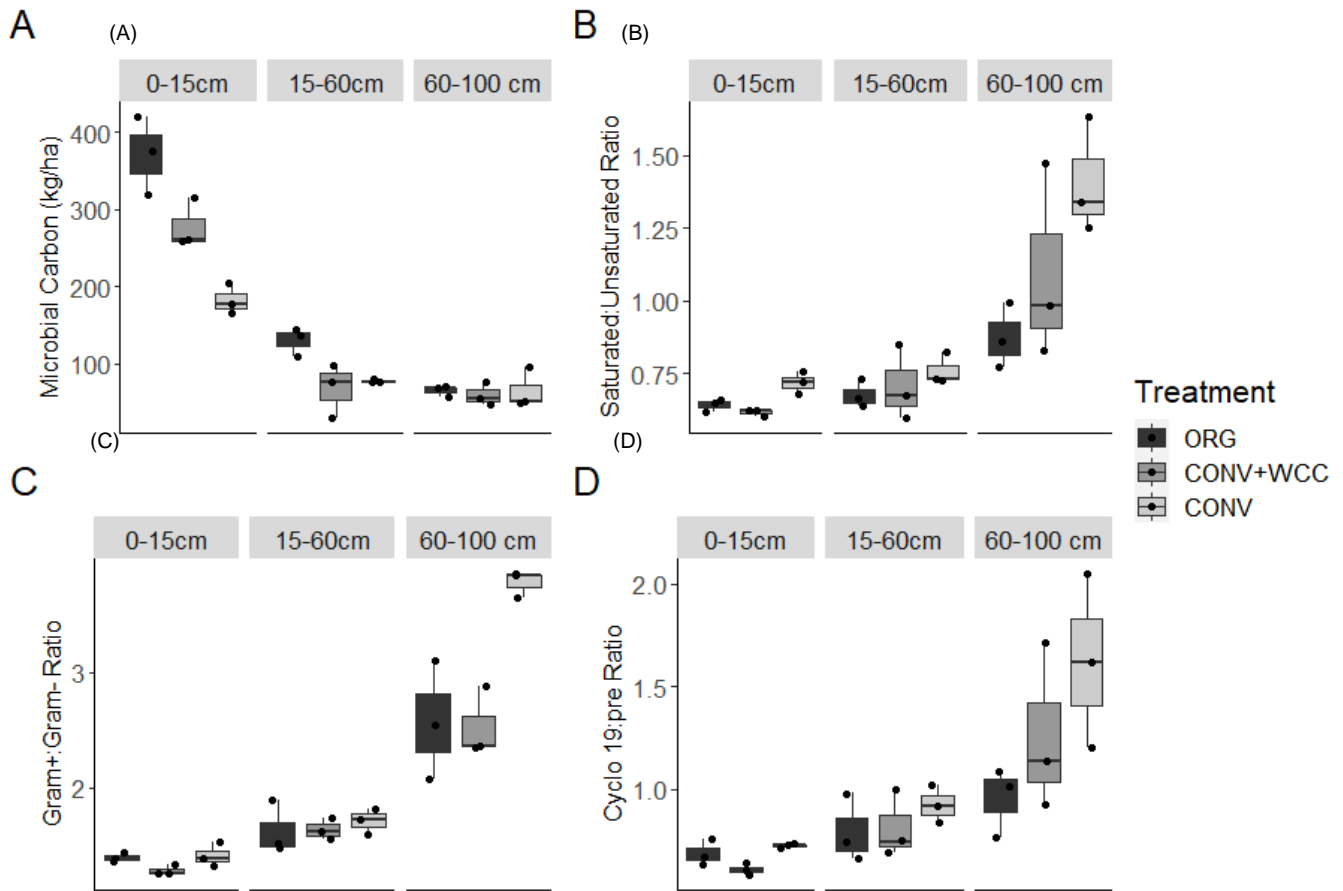 A (A) B (B)
0-15cm 15-60cm 60-100 cm
Microbial Carbon (kg/ha)
400
300
200
100
0-15cm 15-60cm 60-100 cm
Saturated:Unsaturated Ratio
1.50
1.25
1.00
0.75
(C) (D)
C D
0-15cm 15-60cm 60-100 cm
Gram+:Gram- Ratio
3
2
0-15cm 15-60cm 60-100 cm
Cyclo 19:pre Ratio
2.0
1.5
1.0
Treatment
ORG
CONV+WCC
CONV